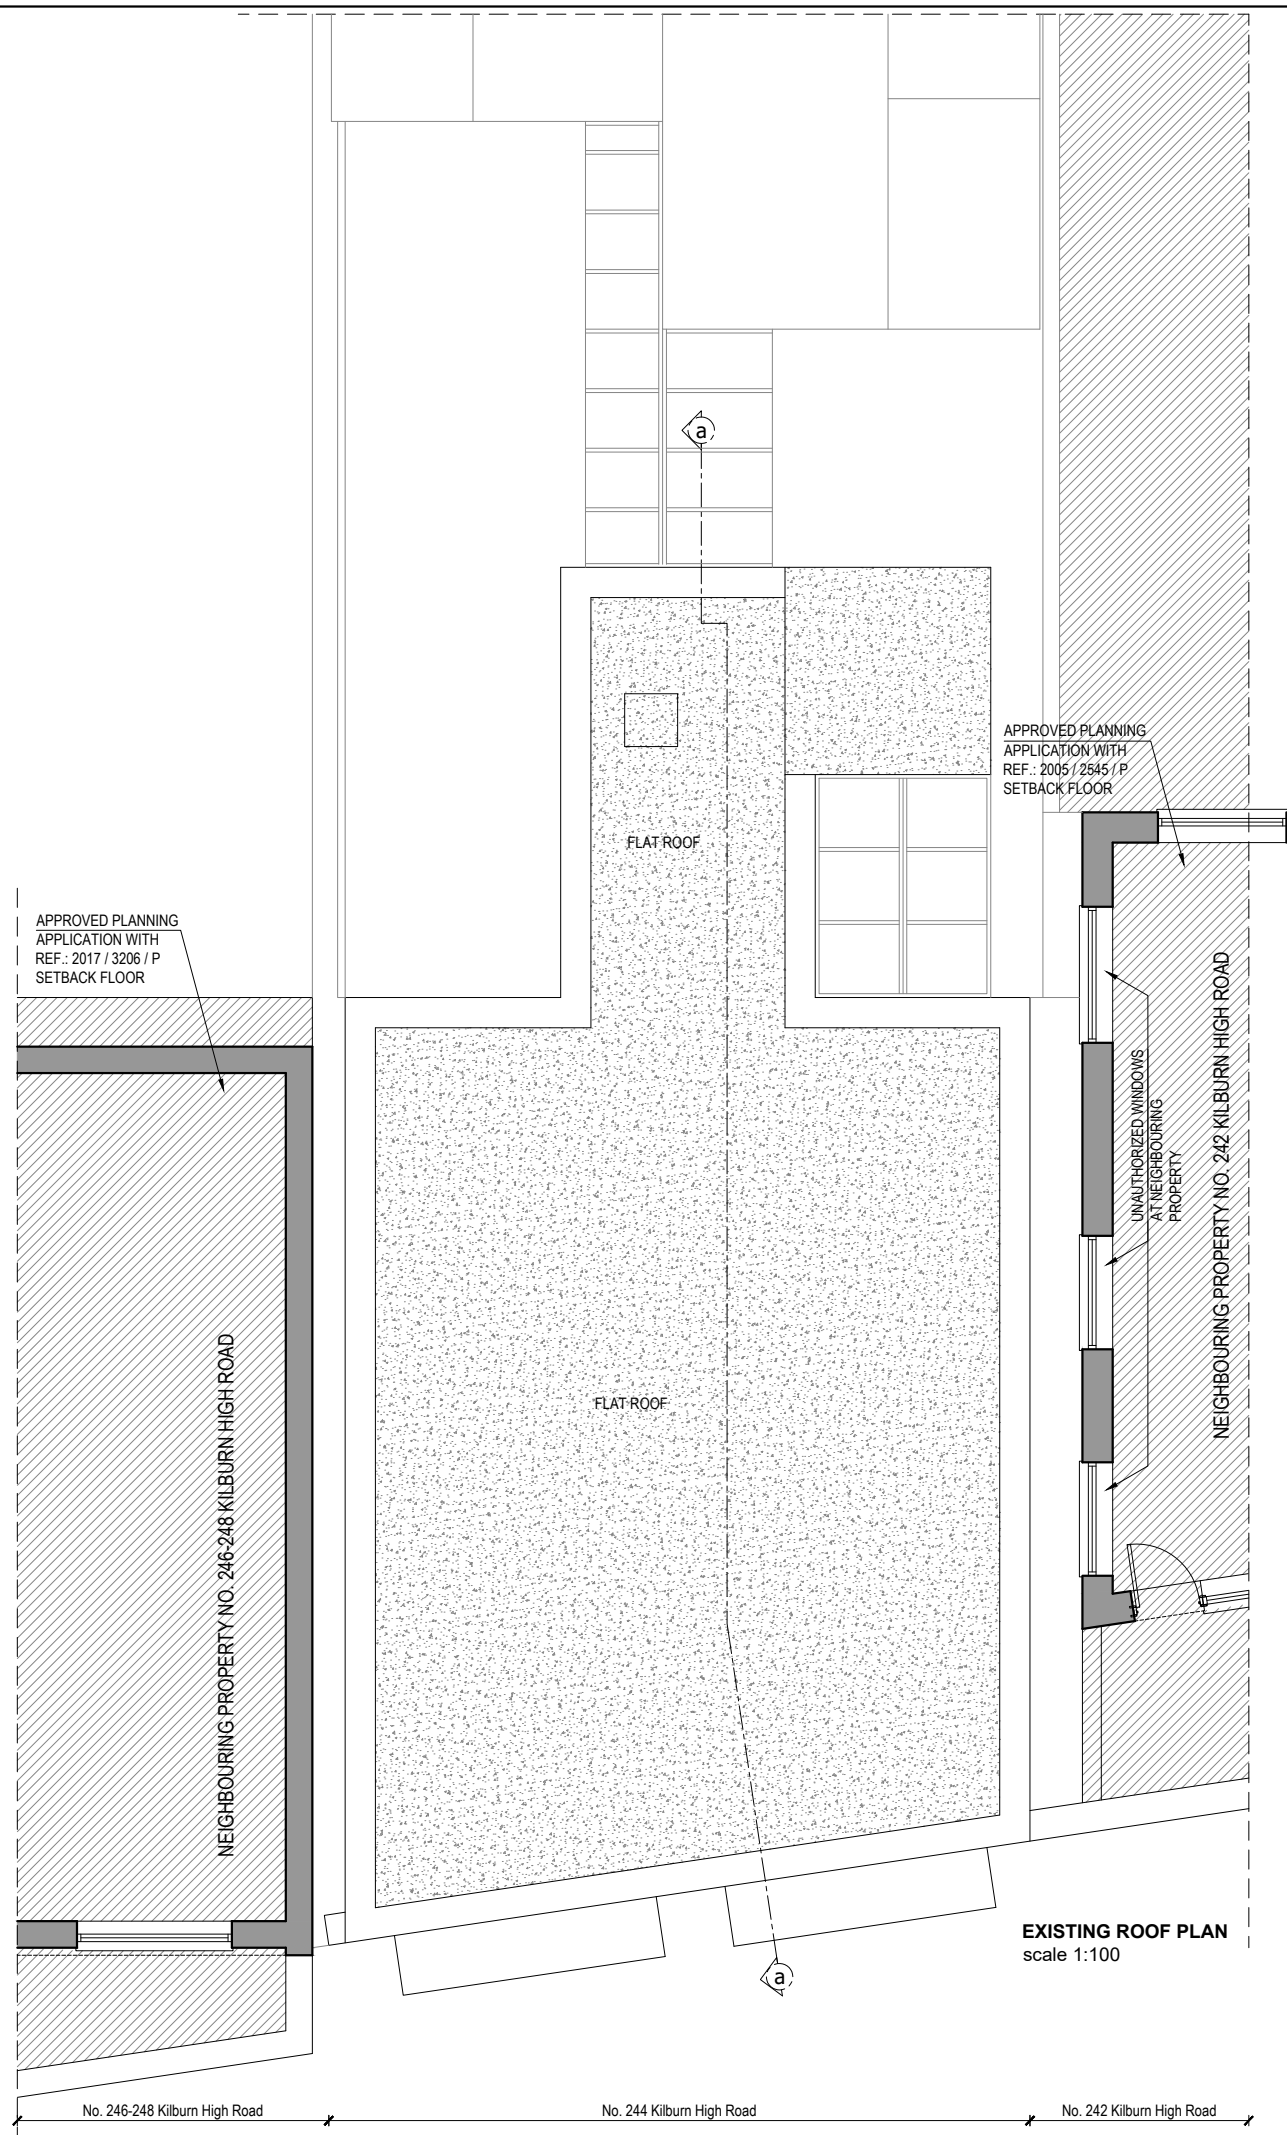 a
APPROVED PLANNING
APPLICATION WITH
REF.: 2005 / 2545 / P
SETBACK FLOOR
FLAT ROOF
APPROVED PLANNING
APPLICATION WITH
REF.: 2017 / 3206 / P
SETBACK FLOOR
UNAUTHORIZED WINDOWS
AT NEIGHBOURING
PROPERTY
NEIGHBOURING PROPERTY NO. 242 KILBURN HIGH ROAD
NEIGHBOURING PROPERTY NO. 246-248 KILBURN HIGH ROAD
FLAT ROOF
EXISTING ROOF PLAN
scale 1:100
a
No. 246-248 Kilburn High Road
No. 244 Kilburn High Road
No. 242 Kilburn High Road